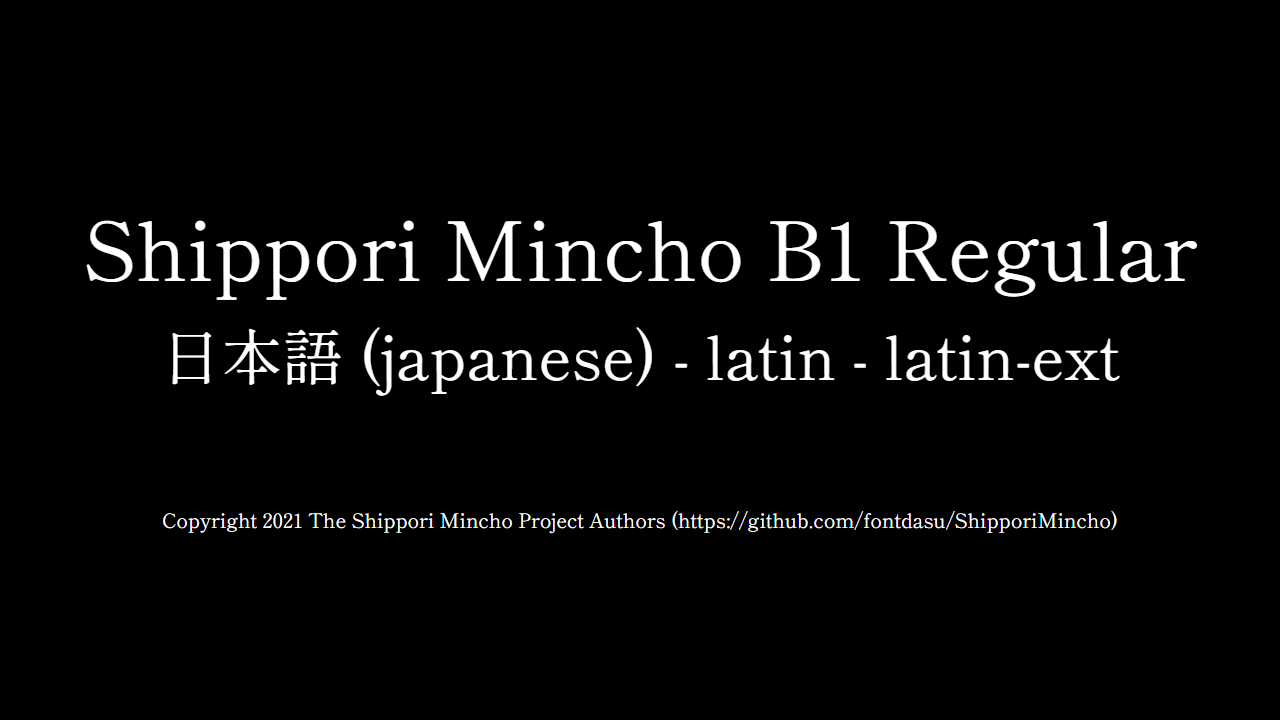 Shippori Mincho B1 Regular
日本語 (japanese) - latin - latin-ext
Copyright 2021 The Shippori Mincho Project Authors (https://github.com/fontdasu/ShipporiMincho)